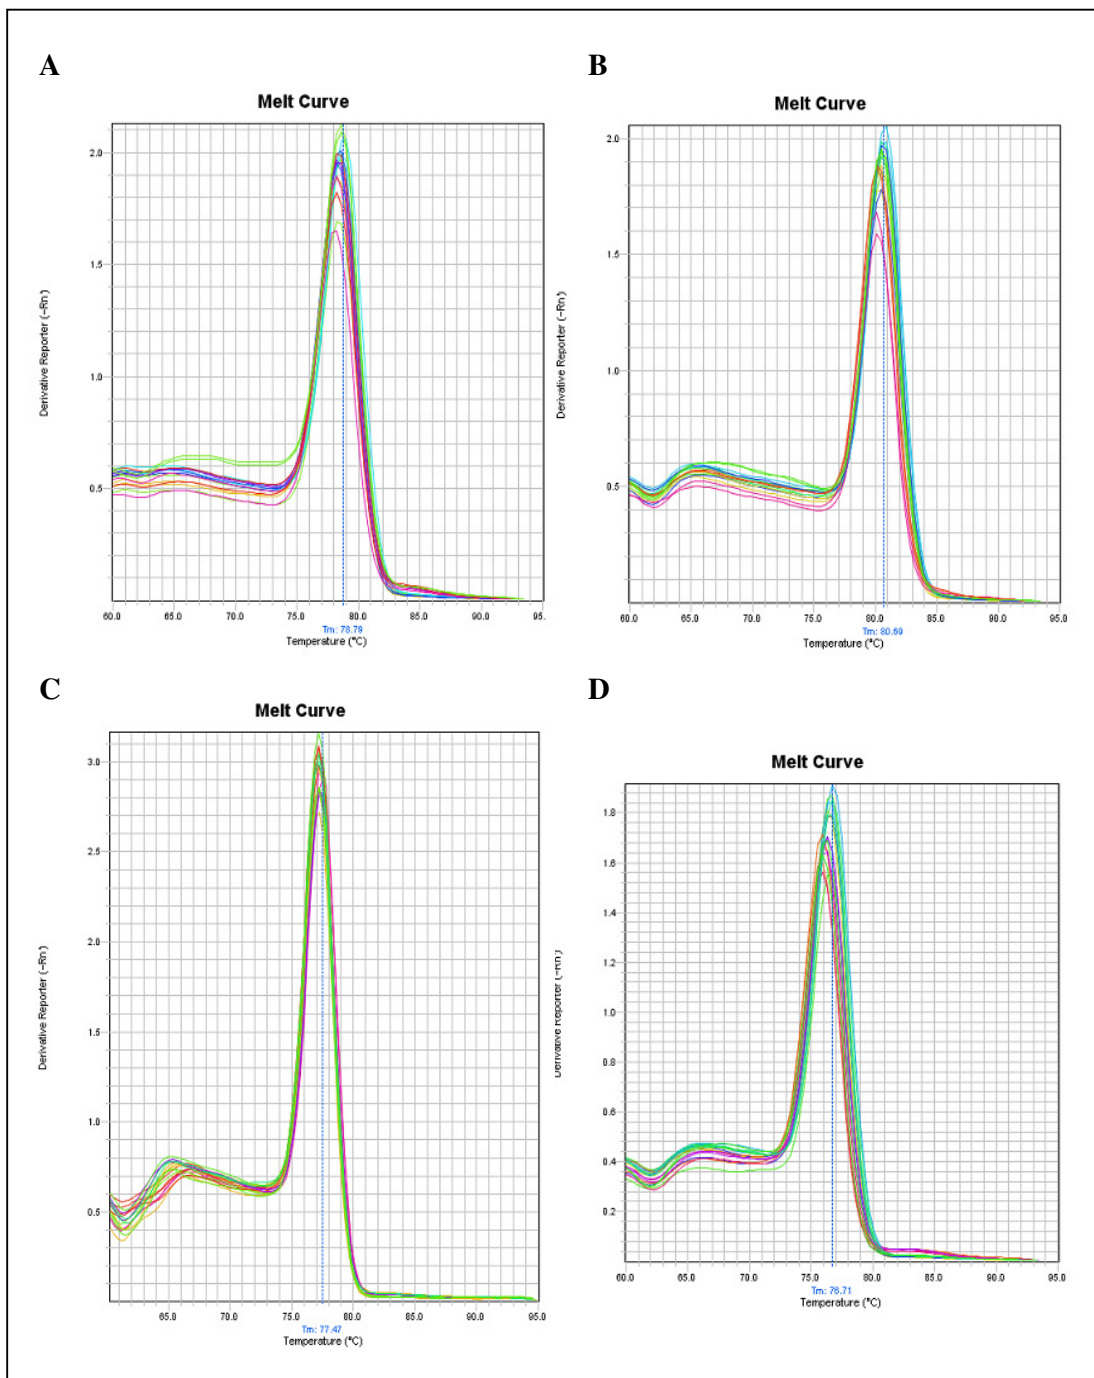 A
Melt Curve
Derivative Reporter (-Rn')
2.0
1.5
1.0
0.5
60.0 65.0 70.0 75.0 80.0 85.0 90.0 95.
Tm: 78.79
Temperature (°C)
B
Melt Curve
Derivative Reporter (-Rn')
2.0
1.5
1.0
0.5
60.0 65.0 70.0 75.0 80.0 85.0 90.0 95.0
Tm: 80.69
Temperature (°C)
C
Melt Curve
Derivative Reporter (-Rn')
3.0
2.5
2.0
1.5
1.0
0.5
65.0 70.0 75.0 80.0 85.0 90.0 95.0
Tm: 77.47
Temperature (°C)
D
Melt Curve
Derivative Reporter (-Rn')
1.8
1.6
1.4
1.2
1.0
0.8
0.6
0.4
0.2
60.0 65.0 70.0 75.0 80.0 85.0 90.0 95.0
Tm: 76.71
Temperature (°C)